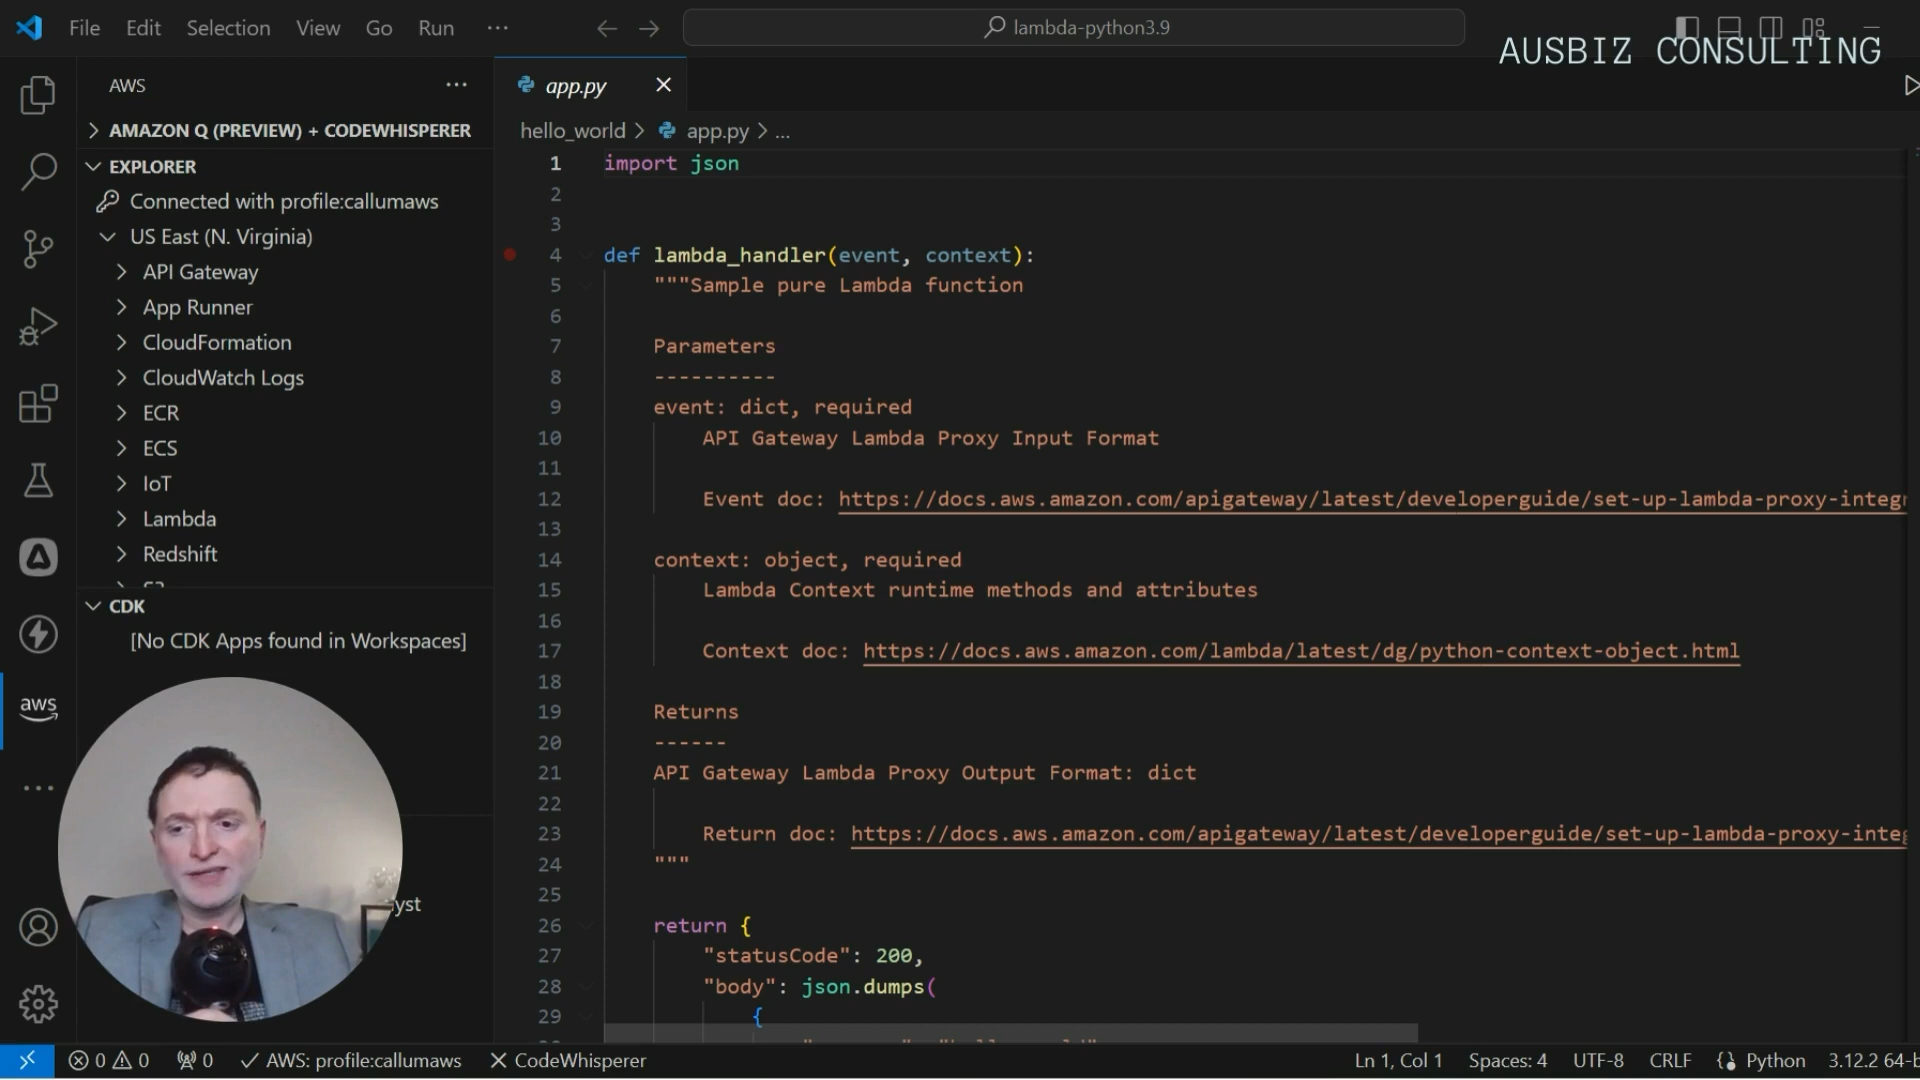 File Edit Selection View Go Run ···
lambda-python3.9
AUSBIZ CONSULTING
AWS
AMAZON Q (PREVIEW) + CODEWHISPERER
EXPLORER
Connected with profile:callumaws
US East (N. Virginia)
API Gateway
App Runner
CloudFormation
CloudWatch Logs
ECR
ECS
IoT
Lambda
Redshift
S3
CDK
[No CDK Apps found in Workspaces]
aws
app.py
hello_world > app.py > ...
1 import json
2
3
4 def lambda_handler(event, context):
5 """Sample pure Lambda function
6
7 Parameters
8 ----------
9 event: dict, required
10 API Gateway Lambda Proxy Input Format
11
12 Event doc: https://docs.aws.amazon.com/apigateway/latest/developerguide/set-up-lambda-proxy-integr
13
14 context: object, required
15 Lambda Context runtime methods and attributes
16
17 Context doc: https://docs.aws.amazon.com/lambda/latest/dg/python-context-object.html
18
19 Returns
20 ------
21 API Gateway Lambda Proxy Output Format: dict
22
23 Return doc: https://docs.aws.amazon.com/apigateway/latest/developerguide/set-up-lambda-proxy-integ
24 """
25
26 return {
27 "statusCode": 200,
28 "body": json.dumps(
29 {
0 0 0 AWS: profile:callumaws CodeWhisperer Ln 1, Col 1 Spaces: 4 UTF-8 CRLF Python 3.12.2 64-b